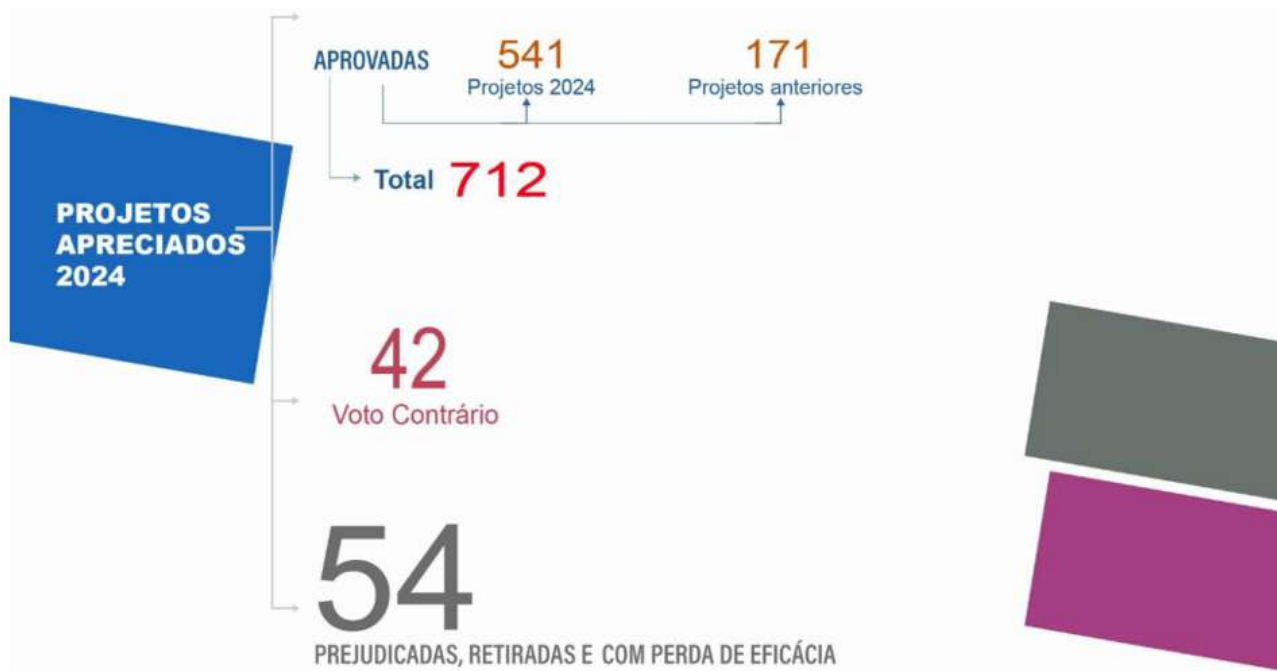 PROJETOS
APRECIADOS
2024
APROVADAS
541
Projetos 2024
171
Projetos anteriores
Total 712
42
Voto Contrário
54
PREJUDICADAS, RETIRADAS E COM PERDA DE EFICÁCIA